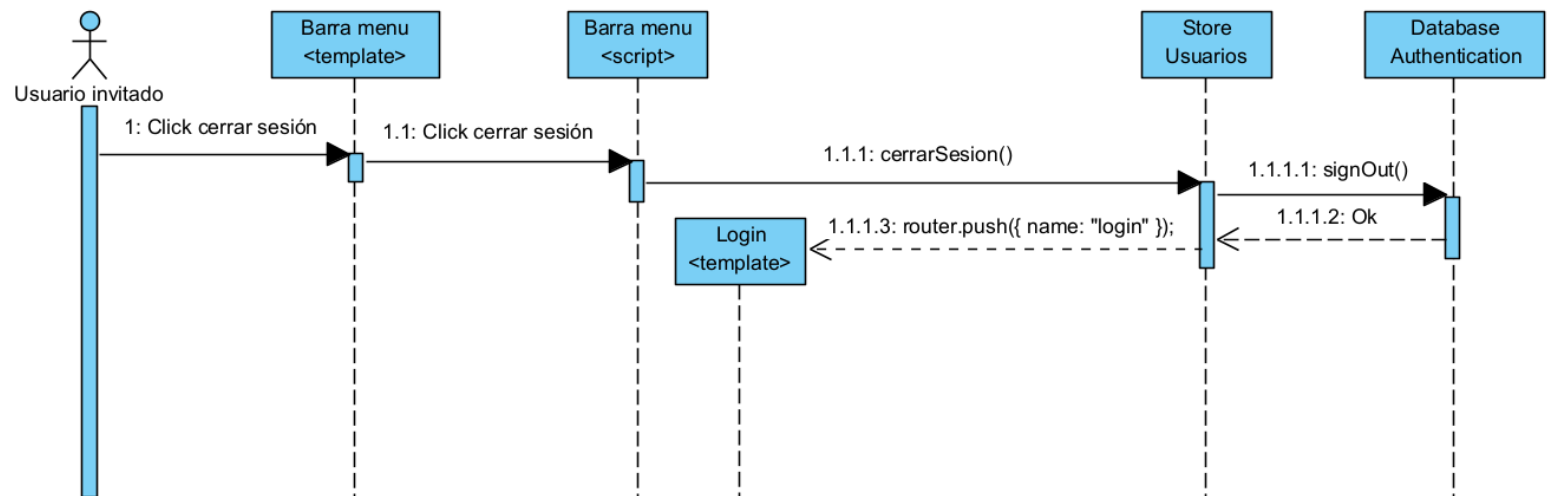 Usuario invitado
Barra menu
<template>
Barra menu
<script>
Store
Usuarios
Database
Authentication
1: Click cerrar sesión
1.1: Click cerrar sesión
1.1.1: cerrarSesion()
1.1.1.1: signOut()
1.1.1.2: Ok
1.1.1.3: router.push({ name: "login" });
Login
<template>